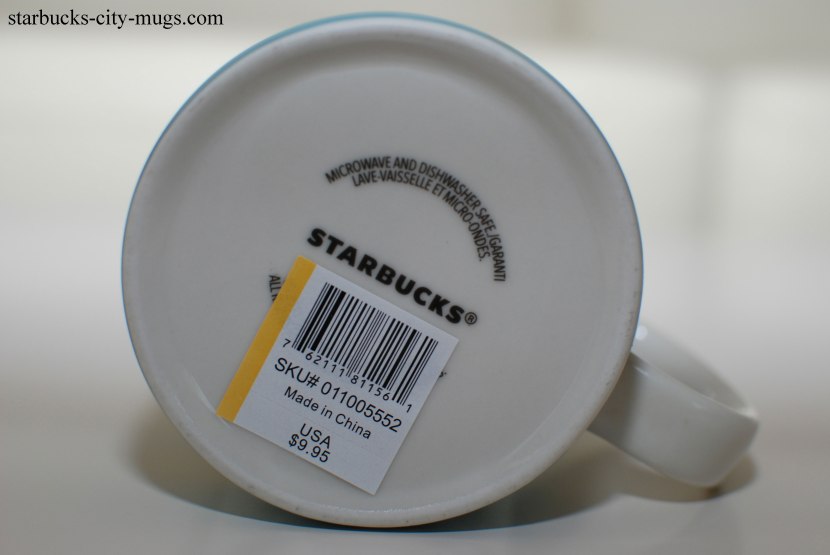 starbucks-city-mugs.com
MICROWAVE AND DISHWASHER SAFE./GARANTI
LAVE-VAISSELLE ET MICRO-ONDES.
STARBUCKS®
ALL
7 62111 81156 1
SKU# 011005552
Made in China
USA
$9.95